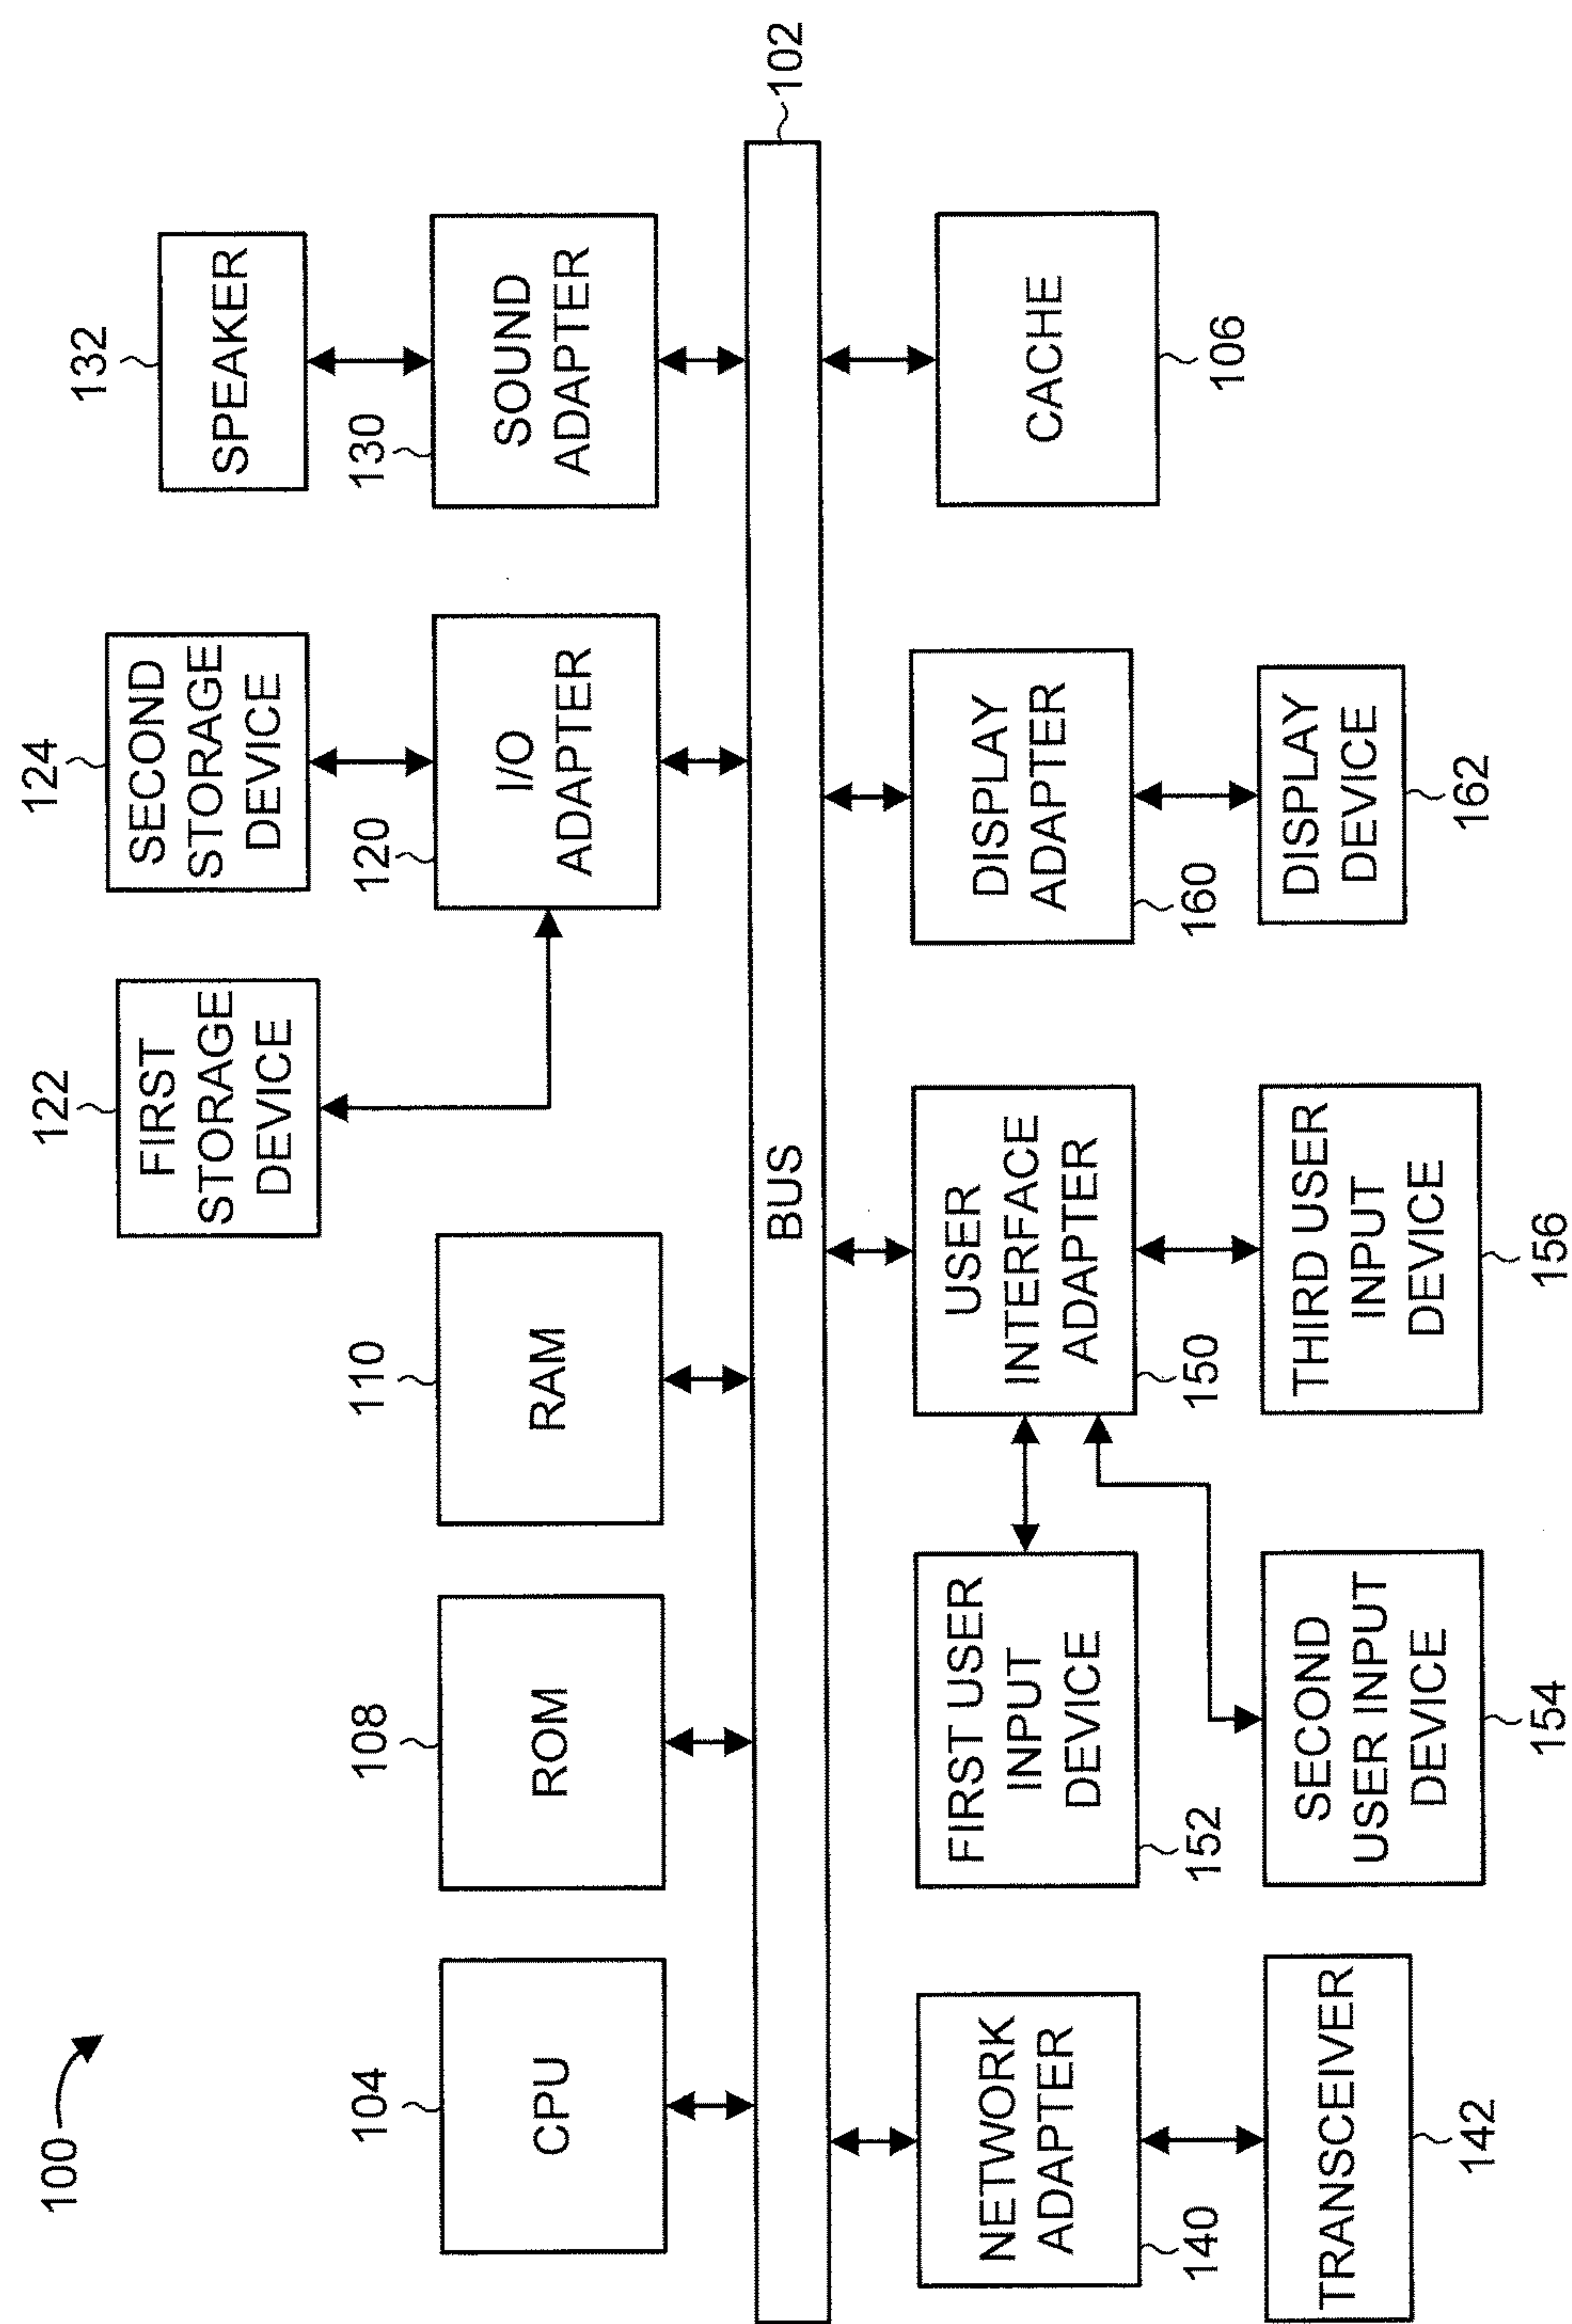 100
104
CPU
108
ROM
110
RAM
122
FIRST
STORAGE
DEVICE
124
SECOND
STORAGE
DEVICE
120
I/O
ADAPTER
132
SPEAKER
130
SOUND
ADAPTER
BUS
102
NETWORK
ADAPTER
140
TRANSCEIVER
142
FIRST USER
INPUT
DEVICE
152
SECOND
USER INPUT
DEVICE
154
USER
INTERFACE
ADAPTER
150
THIRD USER
INPUT
DEVICE
156
DISPLAY
ADAPTER
160
DISPLAY
DEVICE
162
CACHE
106